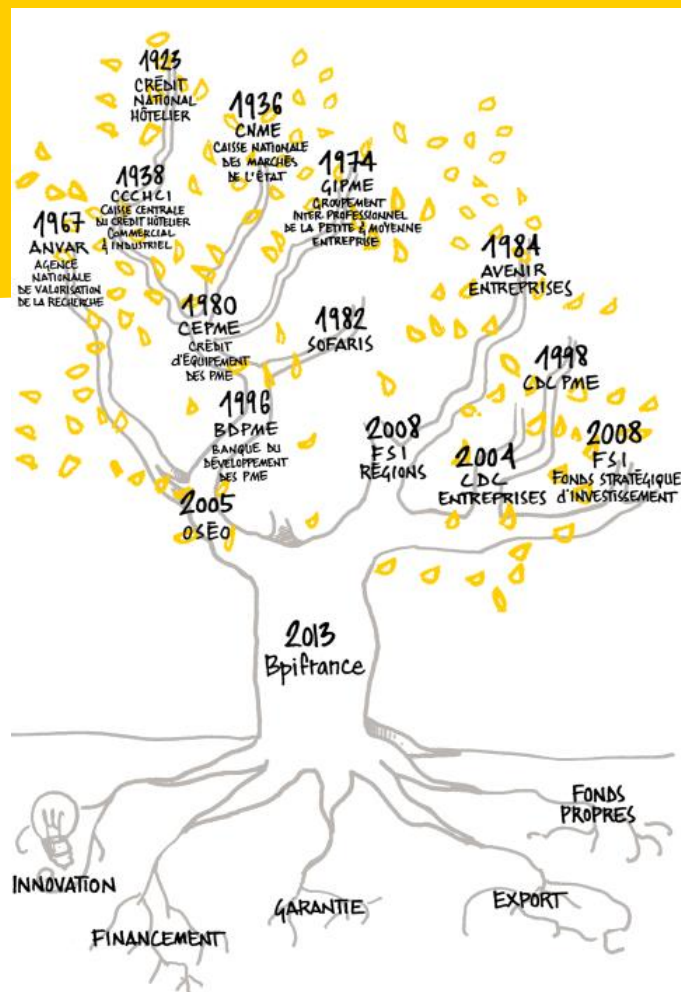 1923
CRÉDIT
NATIONAL
HÔTELIER
1936
CNME
CAISSE NATIONALE
DES MARCHÉS
DE L'ÉTAT
1974
GIPME
GROUPEMENT
INTER PROFESSIONNEL
DE LA PETITE & MOYENNE
ENTREPRISE
1938
CCCHCI
CAISSE CENTRALE
DU CRÉDIT HÔTELIER
COMMERCIAL
& INDUSTRIEL
1967
ANVAR
AGENCE
NATIONALE
DE VALORISATION
DE LA RECHERCHE
1984
AVENIR
ENTREPRISES
1980
CEPME
CRÉDIT
d'ÉQUIPEMENT
DES PME
1982
SOFARIS
1998
CDC PME
1996
BDPME
BANQUE DU
DÉVELOPPEMENT
DES PME
2008
FSI
RÉGIONS
2004
CDC
ENTREPRISES
2008
FSI
FONDS STRATÉGIQUE
d'INVESTISSEMENT
2005
OSÉO
2013
Bpifrance
FONDS
PROPRES
INNOVATION
GARANTIE
EXPORT
FINANCEMENT